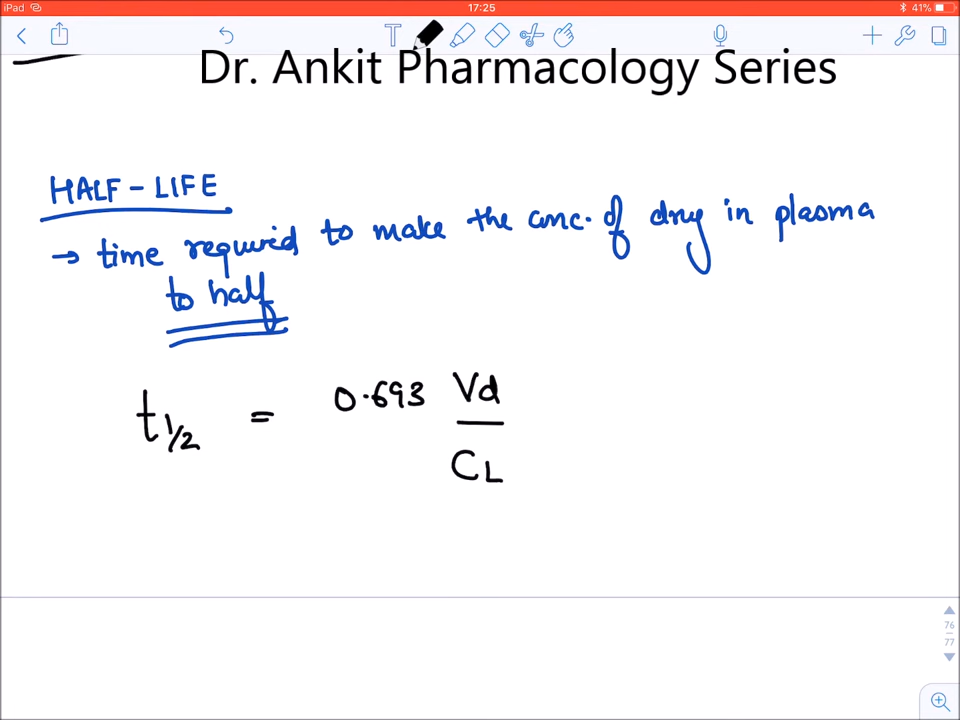 iPad 17:25 41%
T
Dr. Ankit Pharmacology Series
HALF-LIFE
→ time required to make the conc. of drug in plasma
to half
t1/2 = 0.693 Vd
CL
76
77